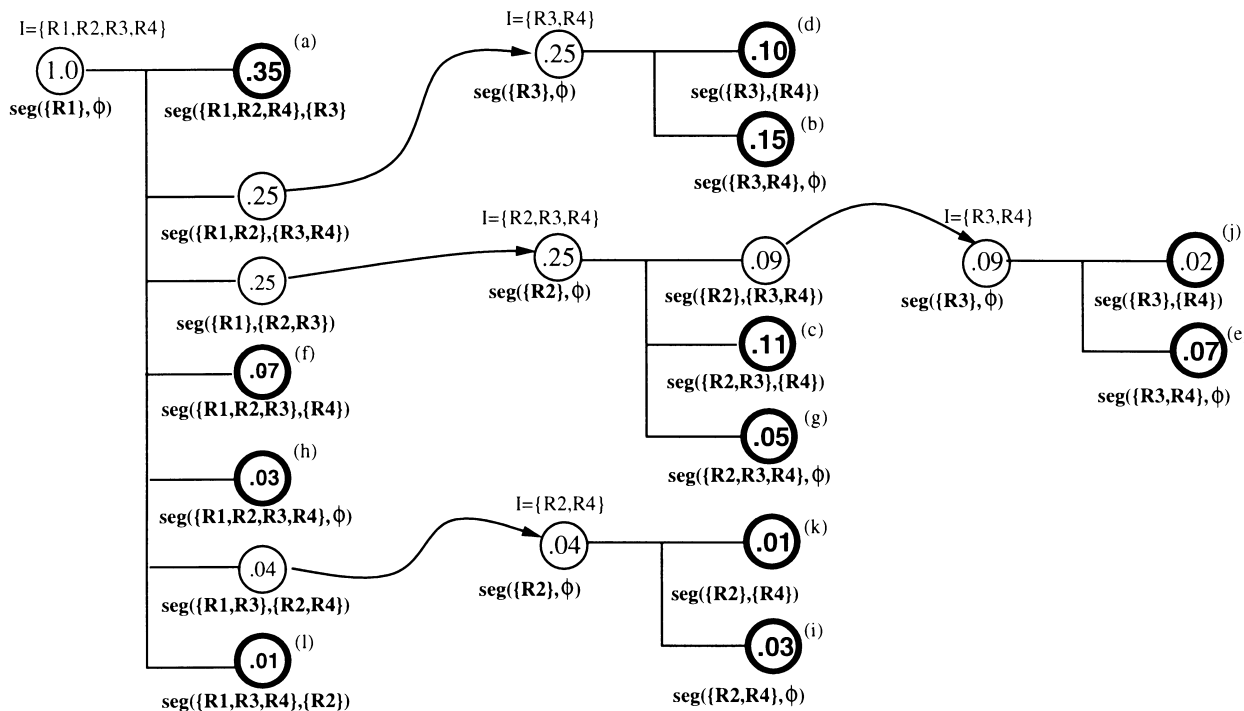 I={R1,R2,R3,R4}
1.0
seg({R1},ϕ)
(a)
.35
seg({R1,R2,R4},{R3}
.25
seg({R1,R2},{R3,R4})
.25
seg({R1},{R2,R3})
(f)
.07
seg({R1,R2,R3},{R4})
(h)
.03
seg({R1,R2,R3,R4},ϕ)
.04
seg({R1,R3},{R2,R4})
(l)
.01
seg({R1,R3,R4},{R2})
I={R3,R4}
.25
seg({R3},ϕ)
(d)
.10
seg({R3},{R4})
(b)
.15
seg({R3,R4},ϕ)
I={R2,R3,R4}
.25
seg({R2},ϕ)
.09
seg({R2},{R3,R4})
(c)
.11
seg({R2,R3},{R4})
(g)
.05
seg({R2,R3,R4},ϕ)
I={R3,R4}
.09
seg({R3},ϕ)
(j)
.02
seg({R3},{R4})
(e
.07
seg({R3,R4},ϕ)
I={R2,R4}
.04
seg({R2},ϕ)
(k)
.01
seg({R2},{R4})
(i)
.03
seg({R2,R4},ϕ)